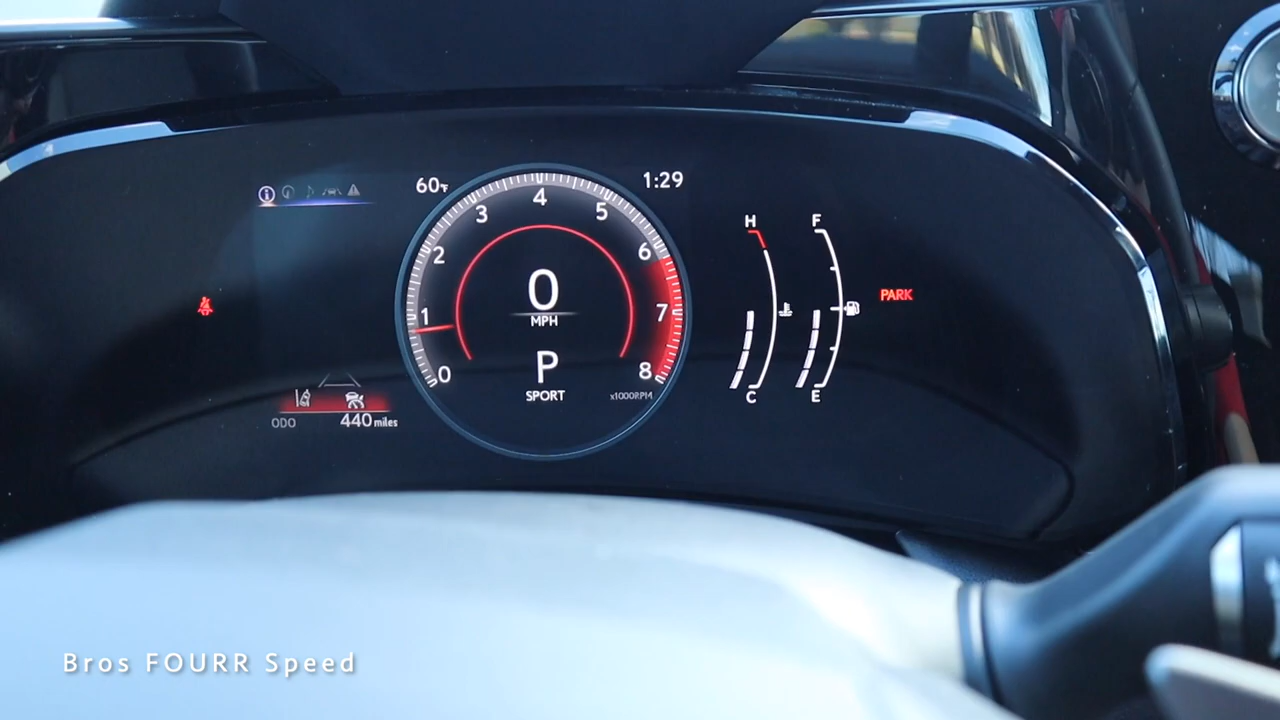 60°F
1:29
0
1
2
3
4
5
6
7
8
0
MPH
P
SPORT
x1000RPM
H
C
F
E
PARK
ODO
440 miles
Bros FOURR Speed